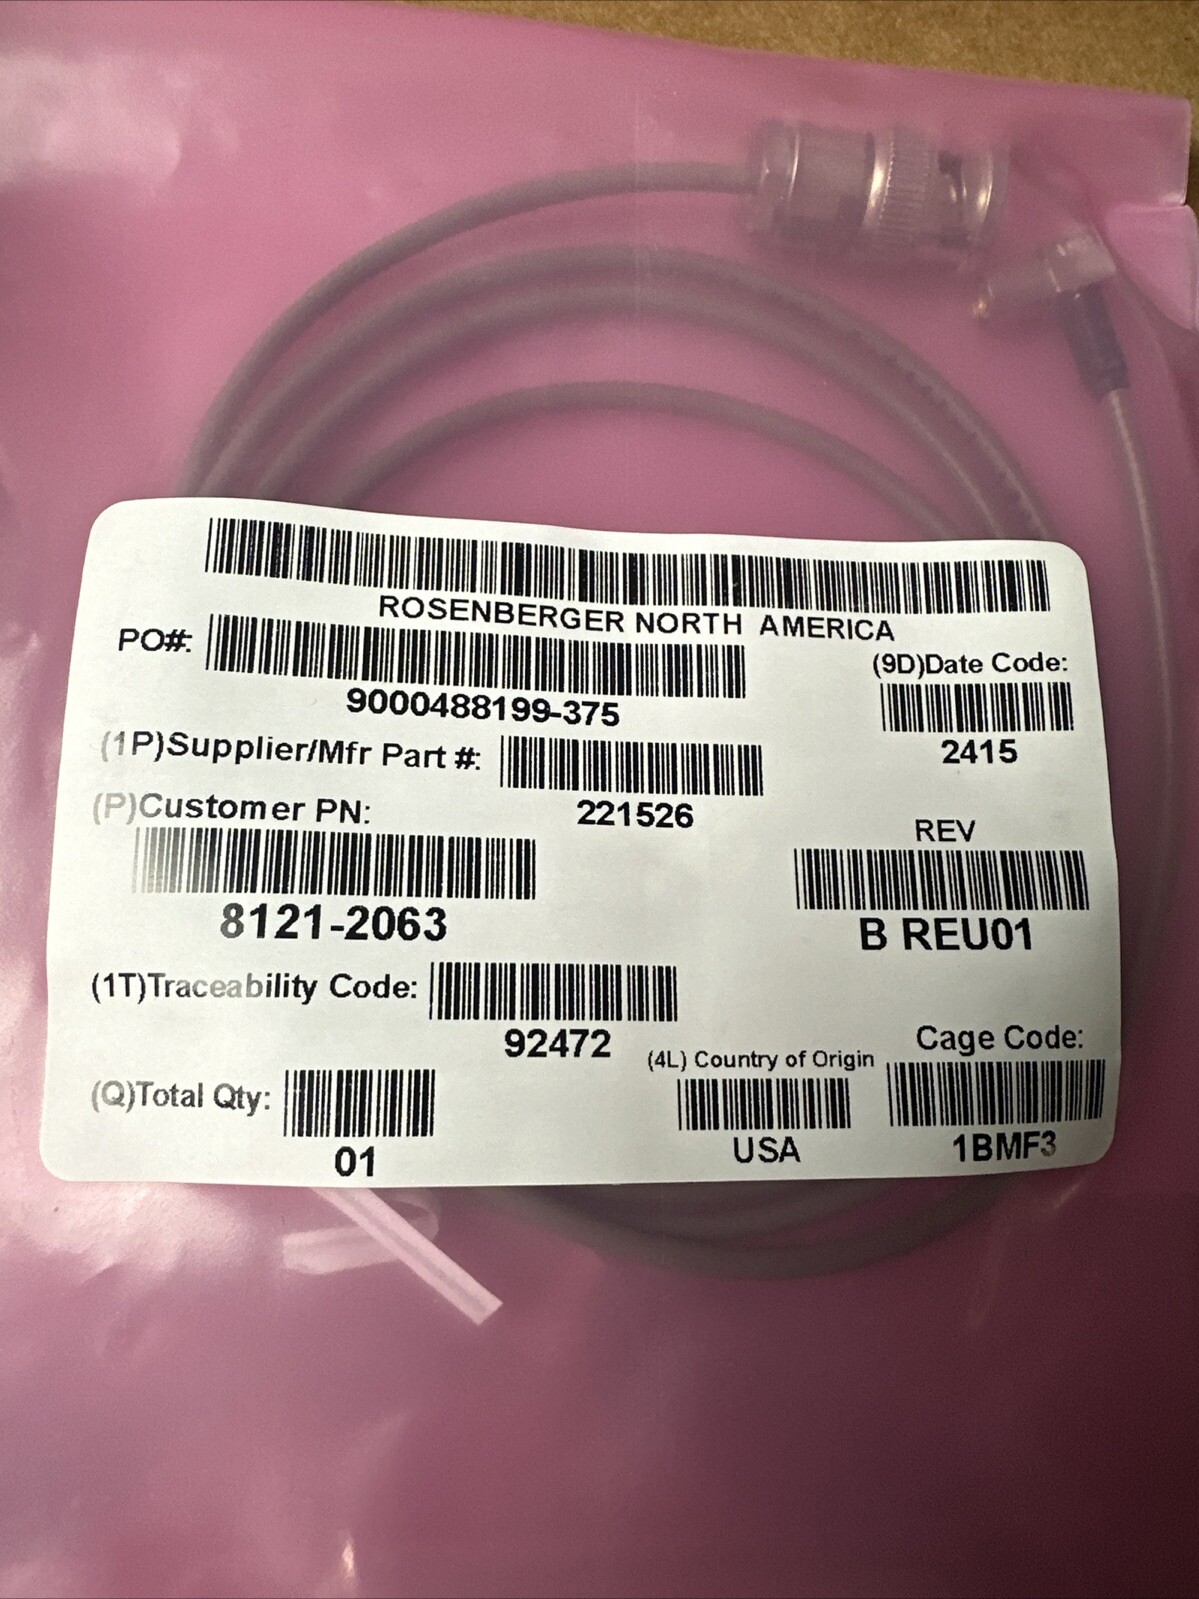 ROSENBERGER NORTH AMERICA
PO#:
9000488199-375
(9D)Date Code:
2415
(1P)Supplier/Mfr Part #:
221526
(P)Customer PN:
8121-2063
REV
B REU01
(1T)Traceability Code:
92472
(Q)Total Qty:
01
(4L) Country of Origin
USA
Cage Code:
1BMF3